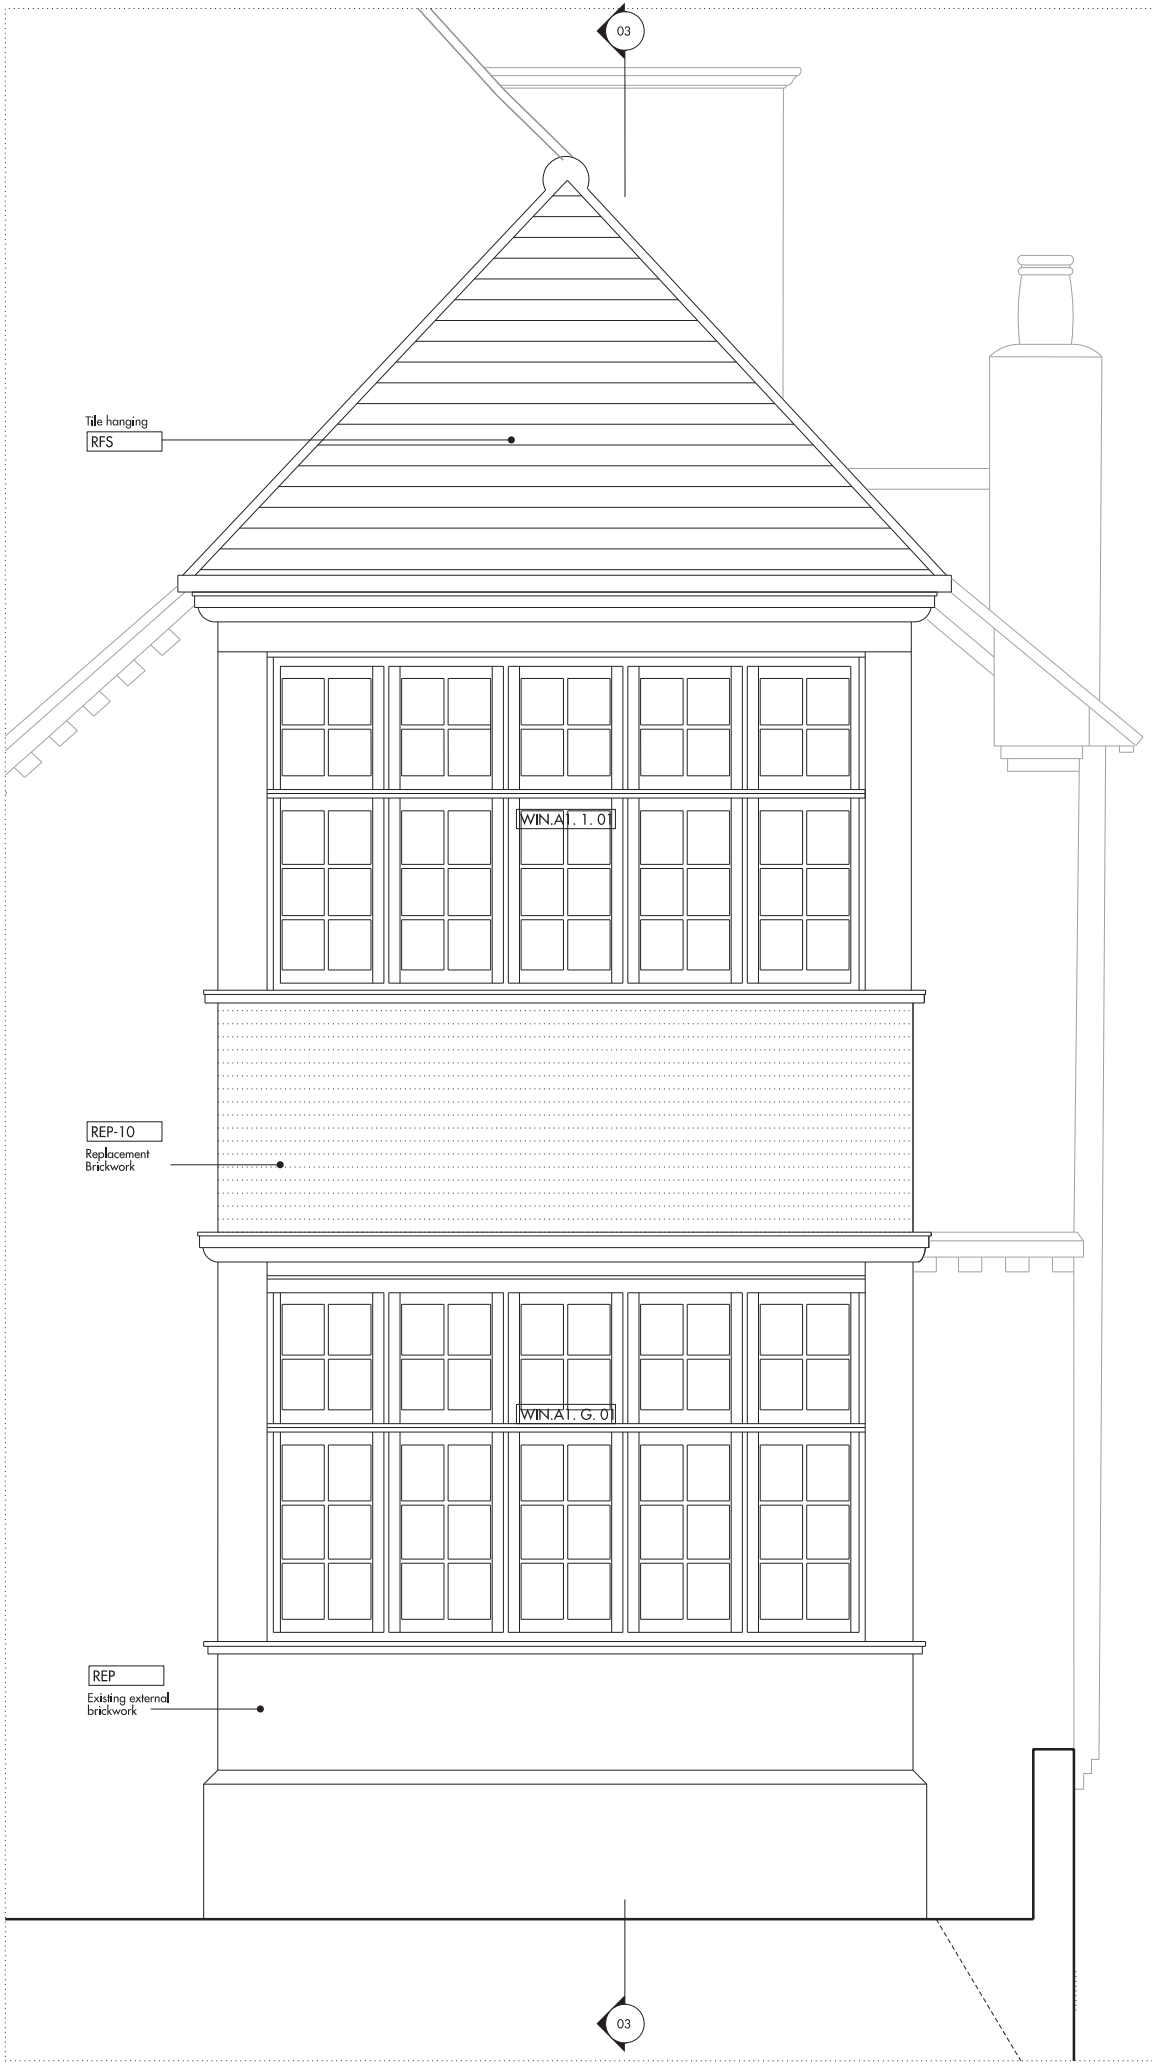 03
Tile hanging
RFS
WIN.A1. 1. 01
REP-10
Replacement
Brickwork
WIN.A1. G. 01
REP
Existing external
brickwork
03